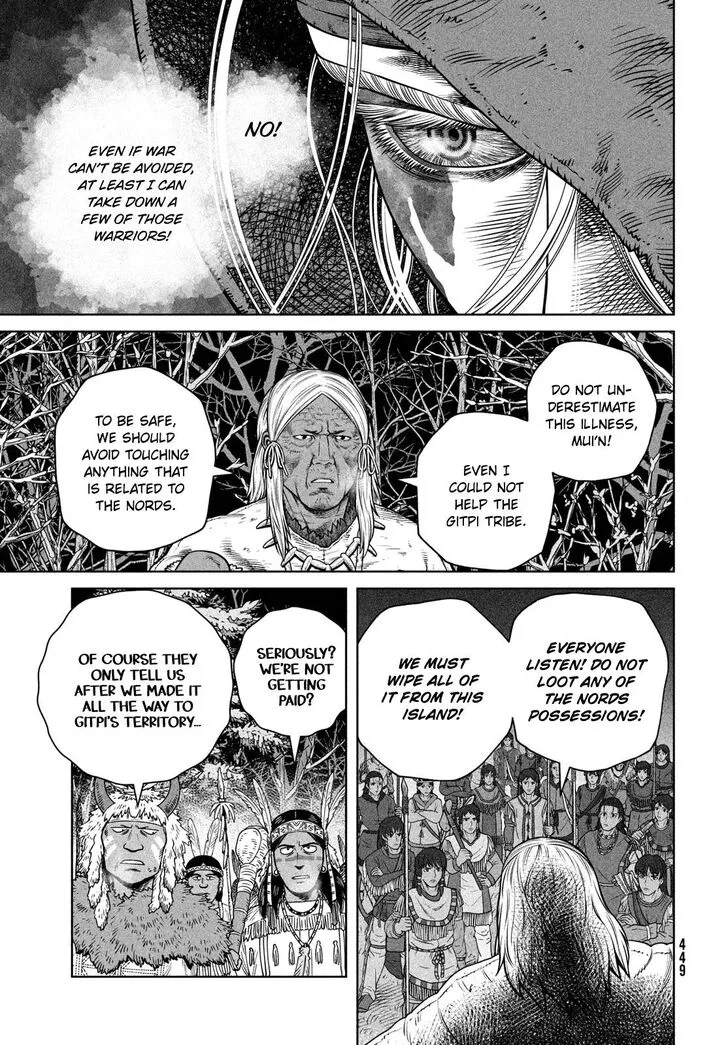 NO!
EVEN IF WAR
CAN'T BE AVOIDED,
AT LEAST I CAN
TAKE DOWN A
FEW OF THOSE
WARRIORS!
DO NOT UN-
DERESTIMATE
THIS ILLNESS,
MUI'N!
EVEN I
COULD NOT
HELP THE
GITPI TRIBE.
TO BE SAFE,
WE SHOULD
AVOID TOUCHING
ANYTHING THAT
IS RELATED TO
THE NORDS.
EVERYONE
LISTEN! DO NOT
LOOT ANY OF
THE NORDS
POSSESSIONS!
WE MUST
WIPE ALL OF
IT FROM THIS
ISLAND!
SERIOUSLY?
WE'RE NOT
GETTING
PAID?
OF COURSE THEY
ONLY TELL US
AFTER WE MADE IT
ALL THE WAY TO
GITPI'S TERRITORY...
449